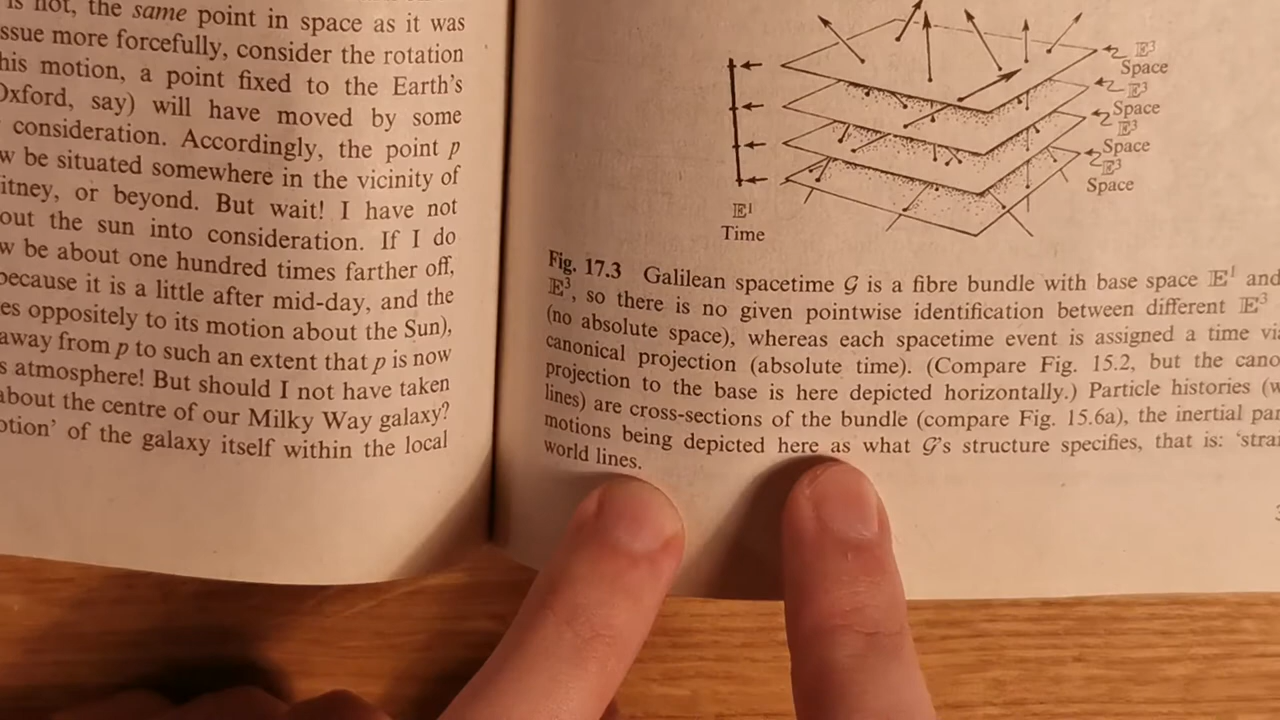 is not, the same point in space as it was
ssue more forcefully, consider the rotation
his motion, a point fixed to the Earth's
Oxford, say) will have moved by some
consideration. Accordingly, the point p
w be situated somewhere in the vicinity of
itney, or beyond. But wait! I have not
out the sun into consideration. If I do
w be about one hundred times farther off,
because it is a little after mid-day, and the
es oppositely to its motion about the Sun),
away from p to such an extent that p is now
s atmosphere! But should I not have taken
about the centre of our Milky Way galaxy?
otion' of the galaxy itself within the local
𝔼³
Space
𝔼³
Space
𝔼³
Space
𝔼³
Space
𝔼¹
Time
Fig. 17.3 Galilean spacetime 𝒢 is a fibre bundle with base space 𝔼¹ and
𝔼³, so there is no given pointwise identification between different 𝔼³
(no absolute space), whereas each spacetime event is assigned a time via
canonical projection (absolute time). (Compare Fig. 15.2, but the cano
projection to the base is here depicted horizontally.) Particle histories (w
lines) are cross-sections of the bundle (compare Fig. 15.6a), the inertial par
motions being depicted here as what 𝒢's structure specifies, that is: 'strai
world lines.